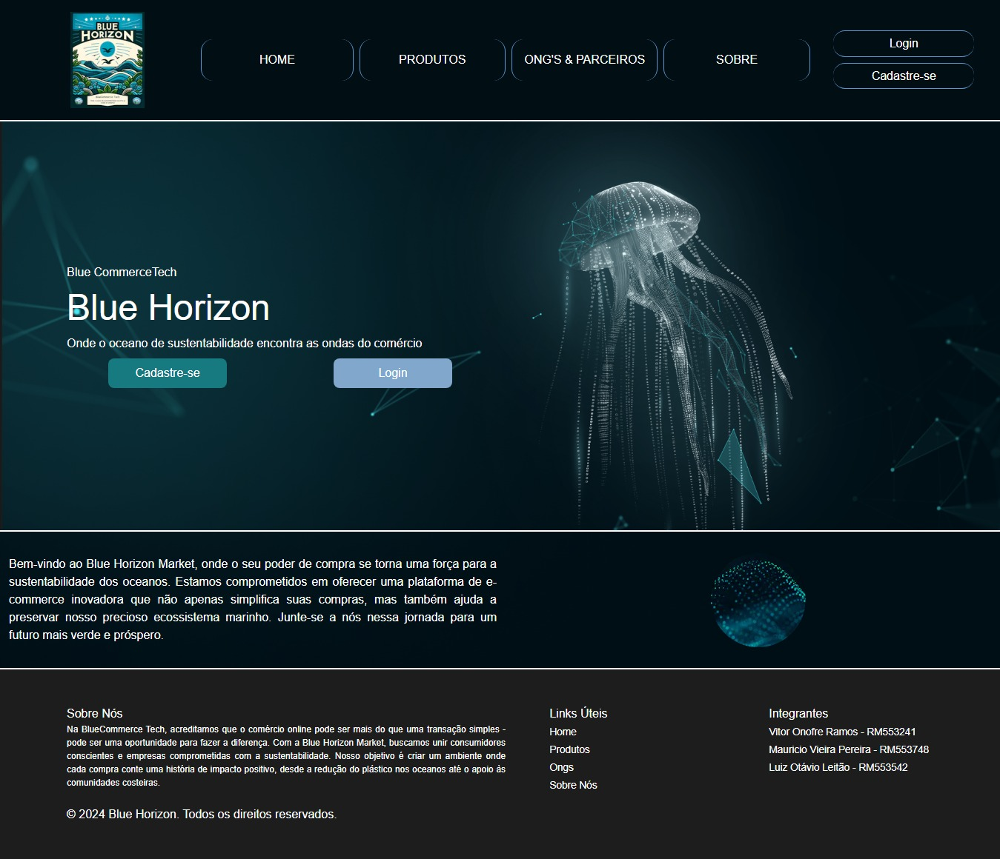 BLUE
HORIZON
BlueCommerce Tech
HOME
PRODUTOS
ONG'S & PARCEIROS
SOBRE
Login
Cadastre-se
Blue CommerceTech
Blue Horizon
Onde o oceano de sustentabilidade encontra as ondas do comércio
Cadastre-se
Login
Bem-vindo ao Blue Horizon Market, onde o seu poder de compra se torna uma força para a
sustentabilidade dos oceanos. Estamos comprometidos em oferecer uma plataforma de e-
commerce inovadora que não apenas simplifica suas compras, mas também ajuda a
preservar nosso precioso ecossistema marinho. Junte-se a nós nessa jornada para um
futuro mais verde e próspero.
Sobre Nós
Na BlueCommerce Tech, acreditamos que o comércio online pode ser mais do que uma transação simples -
pode ser uma oportunidade para fazer a diferença. Com a Blue Horizon Market, buscamos unir consumidores
conscientes e empresas comprometidas com a sustentabilidade. Nosso objetivo é criar um ambiente onde
cada compra conte uma história de impacto positivo, desde a redução do plástico nos oceanos até o apoio às
comunidades costeiras.
Links Úteis
Home
Produtos
Ongs
Sobre Nós
Integrantes
Vitor Onofre Ramos - RM553241
Mauricio Vieira Pereira - RM553748
Luiz Otávio Leitão - RM553542
© 2024 Blue Horizon. Todos os direitos reservados.